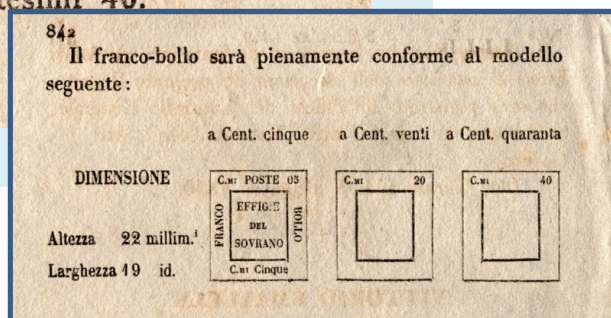 40.
842
Il franco-bollo sarà pienamente conforme al modello
seguente:
a Cent. cinque a Cent. venti a Cent. quaranta
DIMENSIONE
Altezza 22 millim.i
Larghezza 19 id.
C.MI POSTE 05
FRANCO
EFFIGIE
DEL
SOVRANO
BOLLO
C.MI Cinque
C.MI 20
C.MI 40